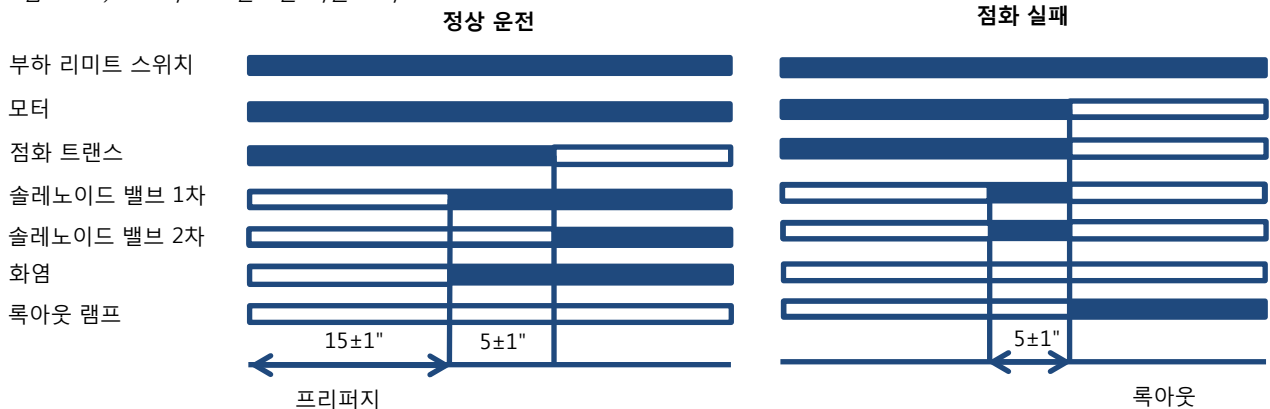 정상 운전
점화 실패
부하 리미트 스위치
모터
점화 트랜스
솔레노이드 밸브 1차
솔레노이드 밸브 2차
화염
록아웃 램프
15±1" 5±1"
5±1"
프리퍼지
록아웃